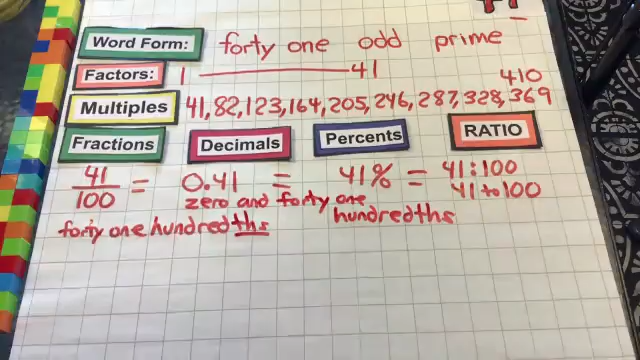 Word Form: forty one odd prime
Factors: 1 41
410
Multiples 41, 82, 123, 164, 205, 246, 287, 328, 369
Fractions Decimals Percents RATIO
41/100 = 0.41 = 41% = 41:100
41 to 100
zero and forty one
hundredths
forty one hundredths